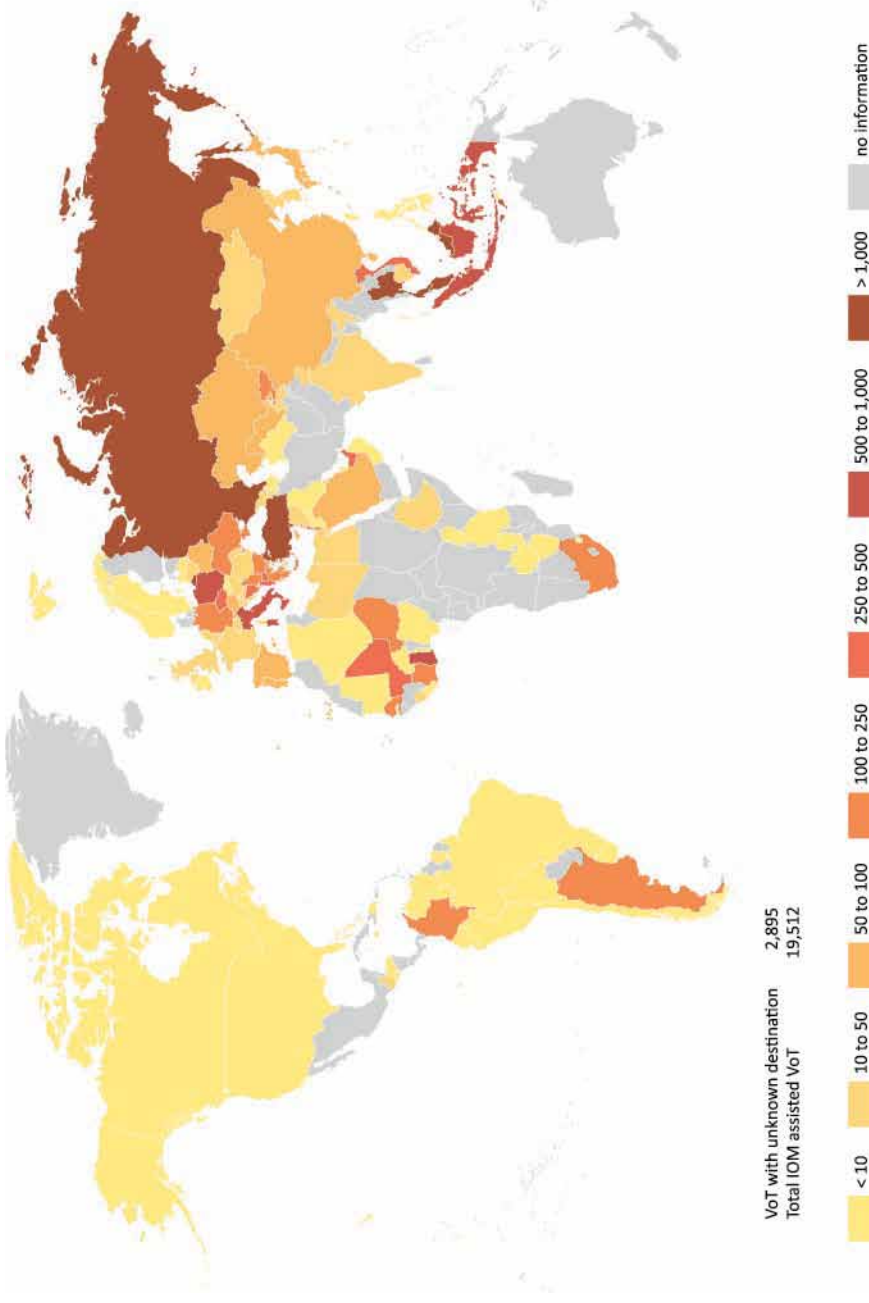 VoT with unknown destination 2,895
Total IOM assisted VoT 19,512
< 10
10 to 50
50 to 100
100 to 250
250 to 500
500 to 1,000
> 1,000
no information